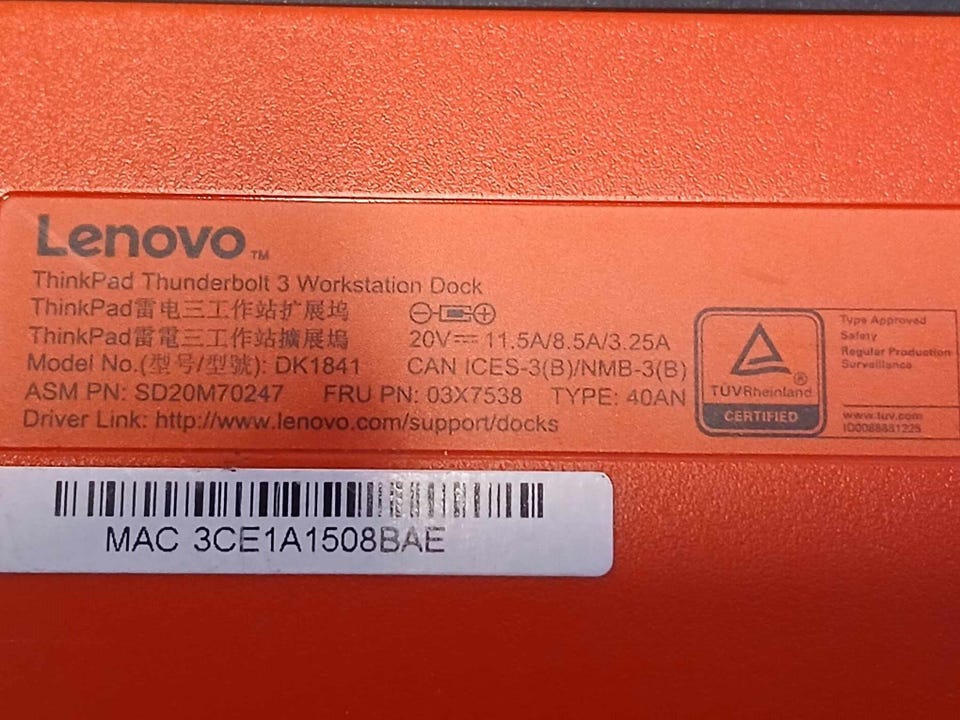 Lenovo™
ThinkPad Thunderbolt 3 Workstation Dock
ThinkPad雷电三工作站扩展坞
ThinkPad雷電三工作站擴展塢
20V⎓11.5A/8.5A/3.25A
Model No.(型号/型號): DK1841 CAN ICES-3(B)/NMB-3(B)
ASM PN: SD20M70247 FRU PN: 03X7538 TYPE: 40AN
Driver Link: http://www.lenovo.com/support/docks
TÜVRheinland®
CERTIFIED
Type Approved
Safety
Regular Production
Surveillance
www.tuv.com
ID0088881225
MAC 3CE1A1508BAE